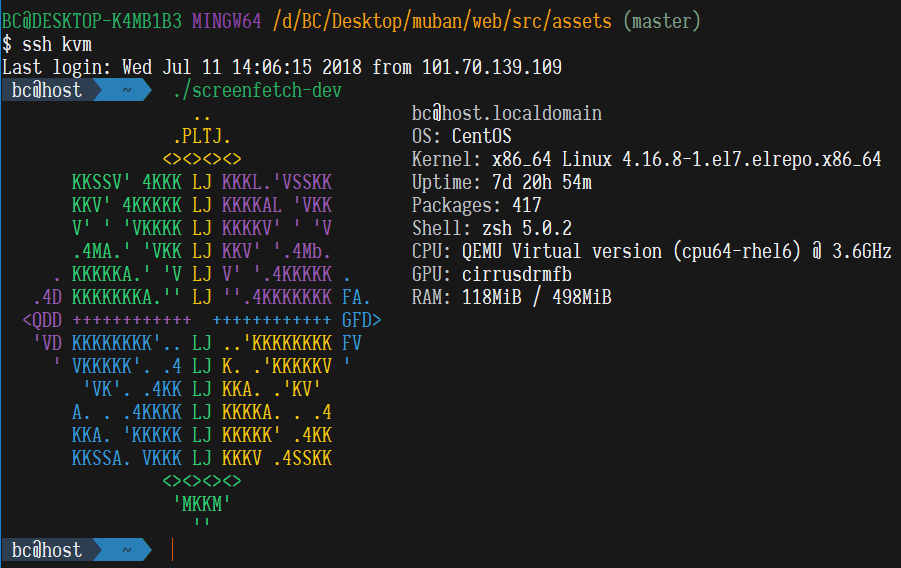 BC@DESKTOP-K4MB1B3 MINGW64 /d/BC/Desktop/muban/web/src/assets (master)
$ ssh kvm
Last login: Wed Jul 11 14:06:15 2018 from 101.70.139.109
bc@host ~ ./screenfetch-dev
.. bc@host.localdomain
.PLTJ. OS: CentOS
<><><><> Kernel: x86_64 Linux 4.16.8-1.el7.elrepo.x86_64
KKSSV' 4KKK LJ KKKL.'VSSKK Uptime: 7d 20h 54m
KKV' 4KKKKK LJ KKKKAL 'VKK Packages: 417
V' ' 'VKKKK LJ KKKKV' ' 'V Shell: zsh 5.0.2
.4MA.' 'VKK LJ KKV' '.4Mb. CPU: QEMU Virtual version (cpu64-rhel6) @ 3.6GHz
. KKKKKA.' 'V LJ V' '.4KKKKK . GPU: cirrusdrmfb
.4D KKKKKKKA.'' LJ ''.4KKKKKKK FA. RAM: 118MiB / 498MiB
<QDD ++++++++++++ ++++++++++++ GFD>
'VD KKKKKKKK'.. LJ ..'KKKKKKKK FV
' VKKKKK'. .4 LJ K. .'KKKKKV '
'VK'. .4KK LJ KKA. .'KV'
A. . .4KKKK LJ KKKKA. . .4
KKA. 'KKKKK LJ KKKKK' .4KK
KKSSA. VKKK LJ KKKV .4SSKK
<><><><>
'MKKM'
''
bc@host ~